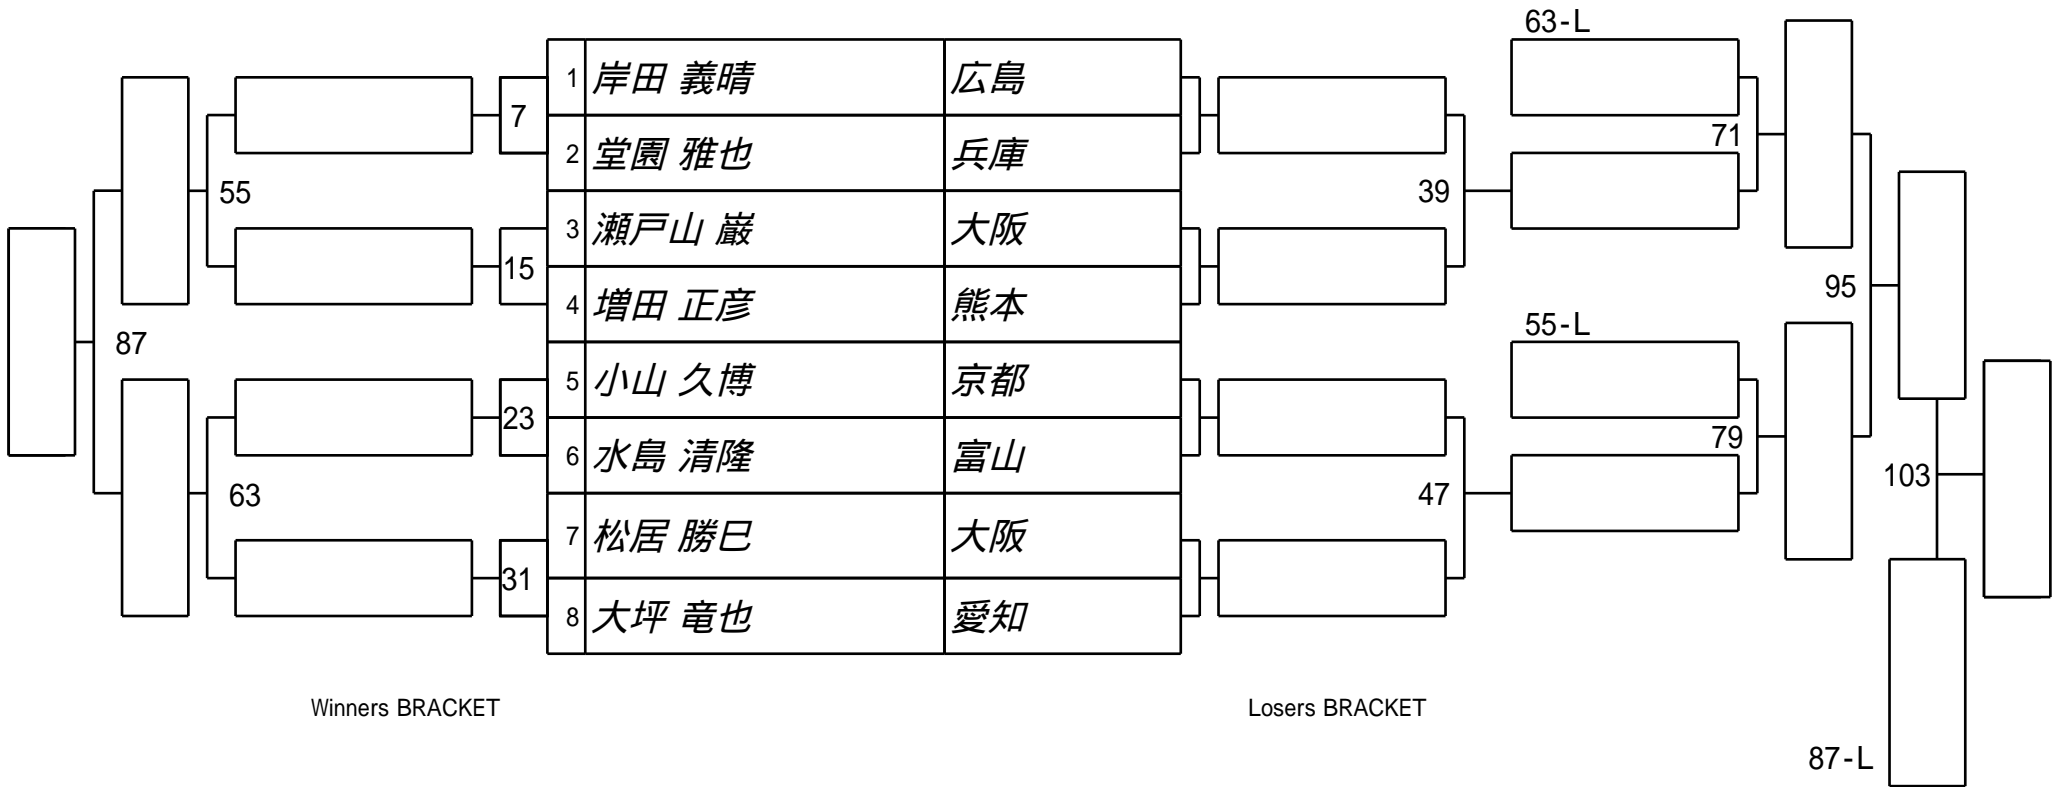 63-L
1 岸田 義晴 広島
7
71
2 堂園 雅也 兵庫
55
39
3 瀬戸山 巌 大阪
15
95
4 増田 正彦 熊本
55-L
87
5 小山 久博 京都
23
79
6 水島 清隆 富山
103
63
47
7 松居 勝巳 大阪
31
8 大坪 竜也 愛知
Winners BRACKET
Losers BRACKET
87-L